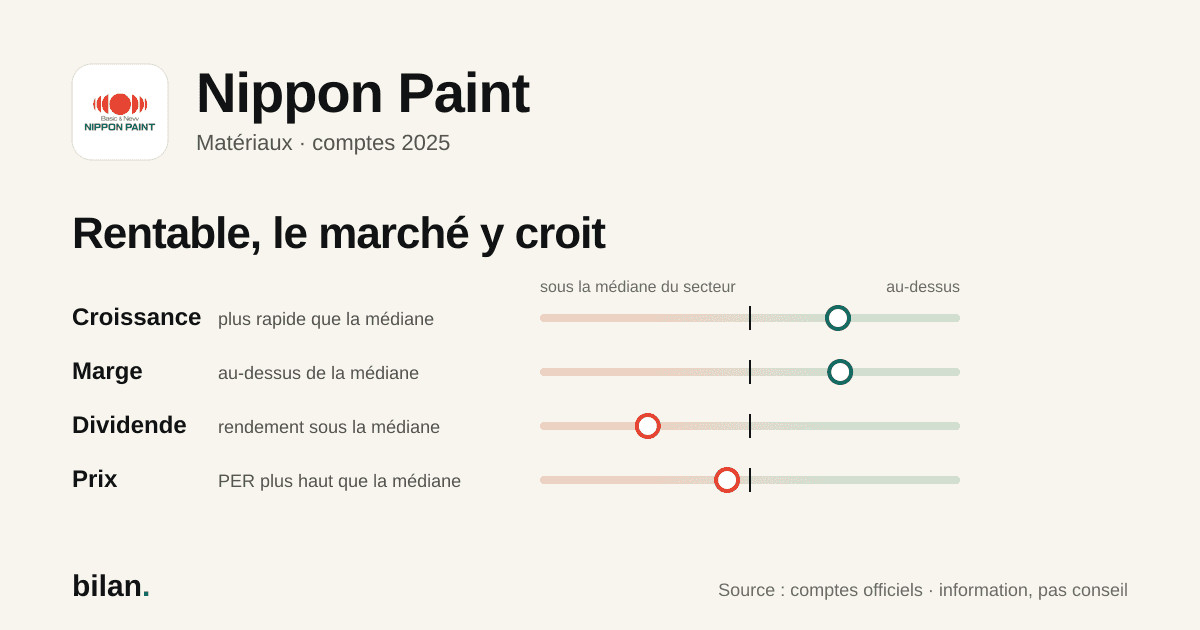 Basic & New
NIPPON PAINT
Nippon Paint
Matériaux · comptes 2025
Rentable, le marché y croit
sous la médiane du secteur au-dessus
Croissance plus rapide que la médiane
Marge au-dessus de la médiane
Dividende rendement sous la médiane
Prix PER plus haut que la médiane
bilan.
Source : comptes officiels · information, pas conseil